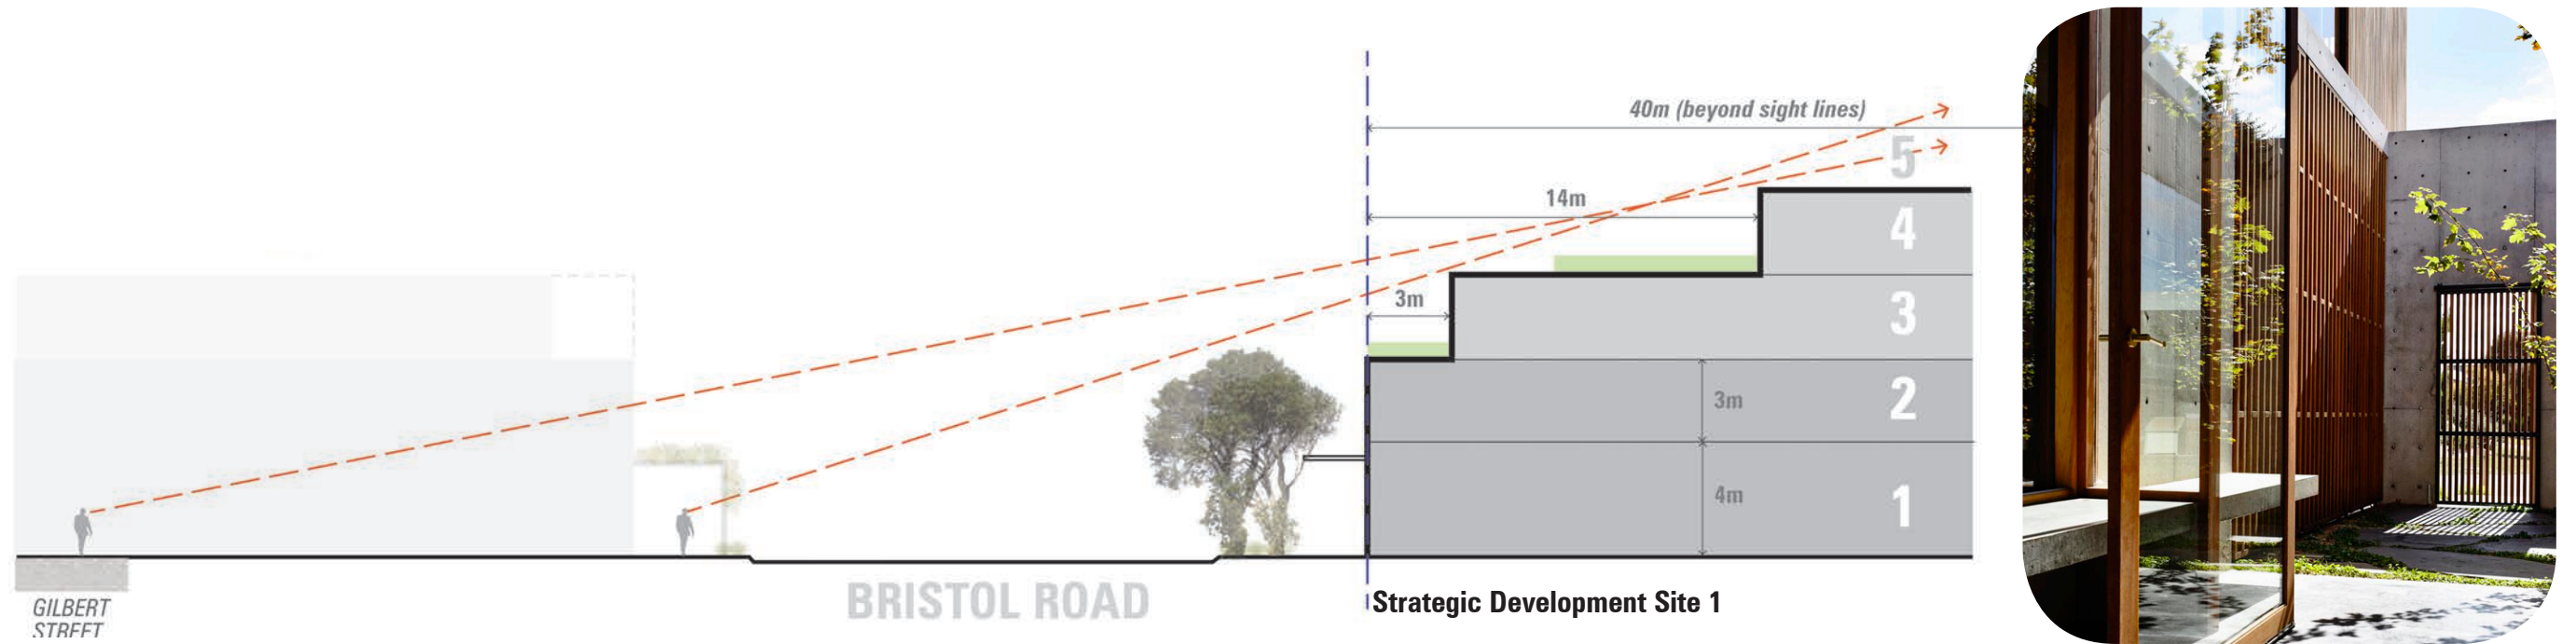 40m (beyond sight lines)
5
14m
4
3m
3
3m
2
4m
1
GILBERT
STREET
BRISTOL ROAD
Strategic Development Site 1